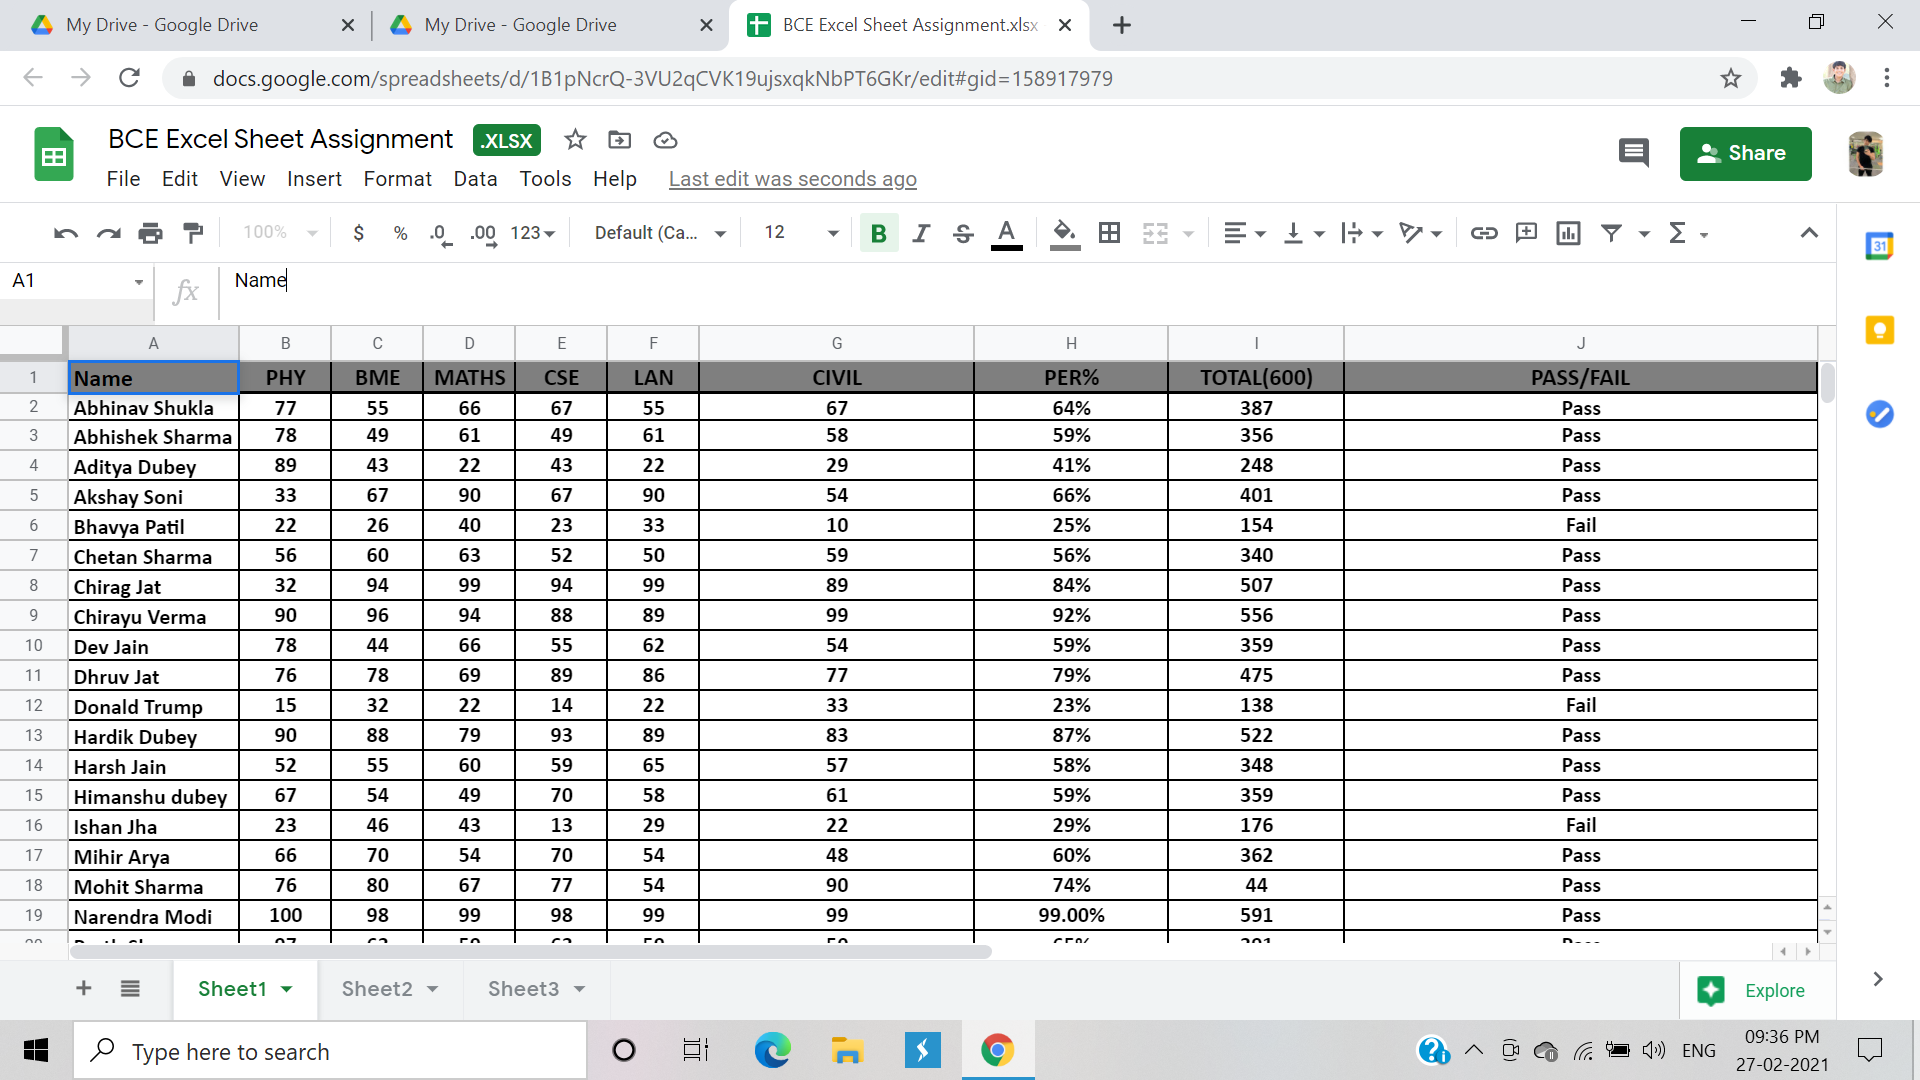 My Drive - Google Drive
My Drive - Google Drive
BCE Excel Sheet Assignment.xlsx
docs.google.com/spreadsheets/d/1B1pNcrQ-3VU2qCVK19ujsxqkNbPT6GKr/edit#gid=158917979
BCE Excel Sheet Assignment .XLSX
Share
File Edit View Insert Format Data Tools Help Last edit was seconds ago
100% $ % .0 .00 123 Default (Ca... 12 B I S A Σ
31
A1 fx Name
A B C D E F G H I J
1 Name PHY BME MATHS CSE LAN CIVIL PER% TOTAL(600) PASS/FAIL
2 Abhinav Shukla 77 55 66 67 55 67 64% 387 Pass
3 Abhishek Sharma 78 49 61 49 61 58 59% 356 Pass
4 Aditya Dubey 89 43 22 43 22 29 41% 248 Pass
5 Akshay Soni 33 67 90 67 90 54 66% 401 Pass
6 Bhavya Patil 22 26 40 23 33 10 25% 154 Fail
7 Chetan Sharma 56 60 63 52 50 59 56% 340 Pass
8 Chirag Jat 32 94 99 94 99 89 84% 507 Pass
9 Chirayu Verma 90 96 94 88 89 99 92% 556 Pass
10 Dev Jain 78 44 66 55 62 54 59% 359 Pass
11 Dhruv Jat 76 78 69 89 86 77 79% 475 Pass
12 Donald Trump 15 32 22 14 22 33 23% 138 Fail
13 Hardik Dubey 90 88 79 93 89 83 87% 522 Pass
14 Harsh Jain 52 55 60 59 65 57 58% 348 Pass
15 Himanshu dubey 67 54 49 70 58 61 59% 359 Pass
16 Ishan Jha 23 46 43 13 29 22 29% 176 Fail
17 Mihir Arya 66 70 54 70 54 48 60% 362 Pass
18 Mohit Sharma 76 80 67 77 54 90 74% 44 Pass
19 Narendra Modi 100 98 99 98 99 99 99.00% 591 Pass
Sheet1 Sheet2 Sheet3 Explore
Type here to search
ENG
09:36 PM
27-02-2021